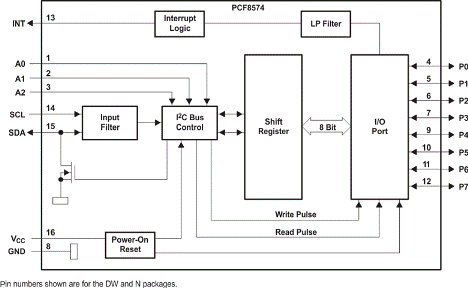 PCF8574
INT 13
Interrupt
Logic
LP Filter
A0 1
A1 2
A2 3
SCL 14
SDA 15
Input
Filter
I²C Bus
Control
Shift
Register
8 Bit
I/O
Port
4 P0
5 P1
6 P2
7 P3
9 P4
10 P5
11 P6
12 P7
Write Pulse
Read Pulse
VCC 16
GND 8
Power-On
Reset
Pin numbers shown are for the DW and N packages.